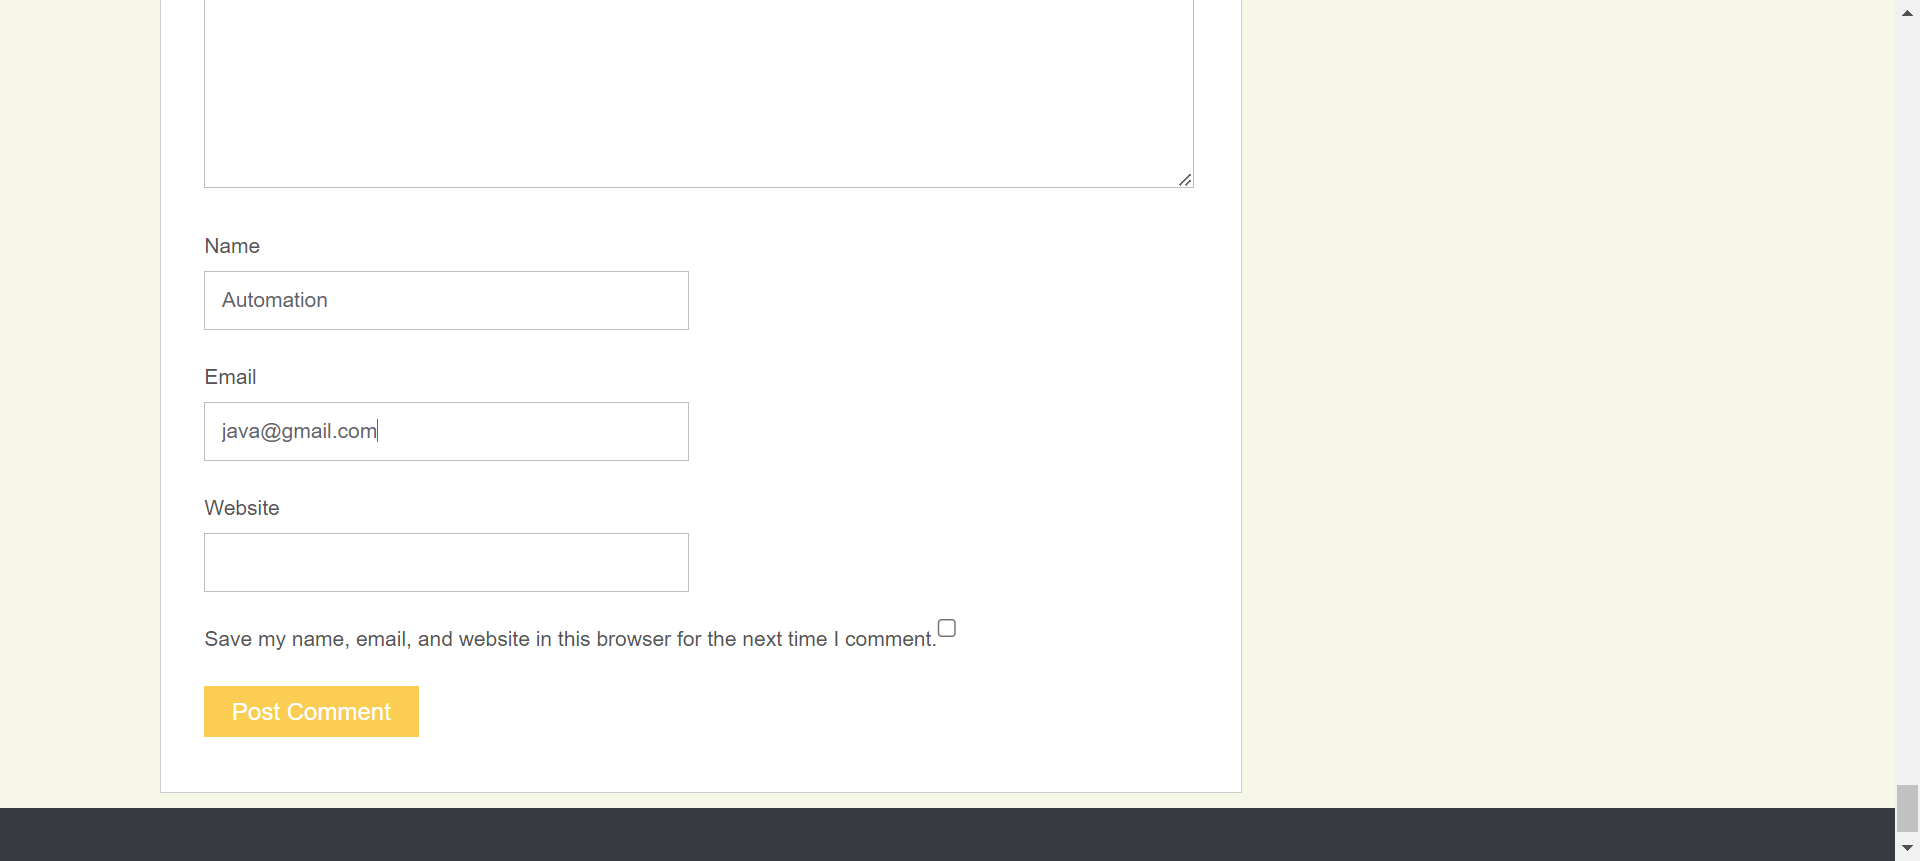 Name
Automation
Email
java@gmail.com
Website
Save my name, email, and website in this browser for the next time I comment.
Post Comment